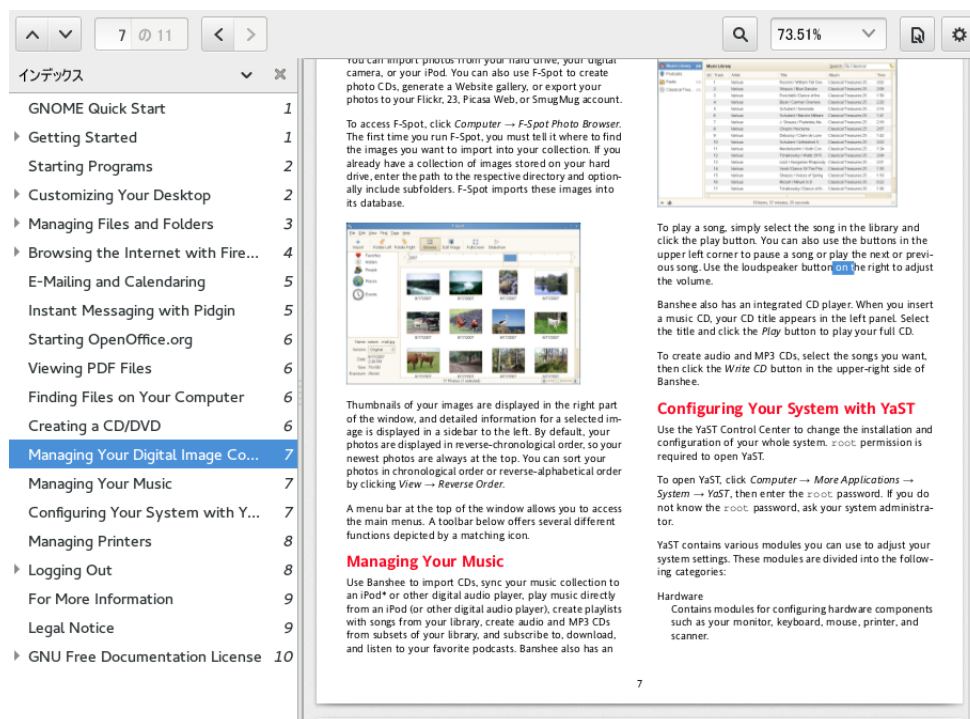 7 の 11
73.51%
インデックス
GNOME Quick Start 1
Getting Started 1
Starting Programs 2
Customizing Your Desktop 2
Managing Files and Folders 3
Browsing the Internet with Fire... 4
E-Mailing and Calendaring 5
Instant Messaging with Pidgin 5
Starting OpenOffice.org 6
Viewing PDF Files 6
Finding Files on Your Computer 6
Creating a CD/DVD 6
Managing Your Digital Image Co... 7
Managing Your Music 7
Configuring Your System with Y... 7
Managing Printers 8
Logging Out 8
For More Information 9
Legal Notice 9
GNU Free Documentation License 10
You can import photos from your hard drive, your digital
camera, or your iPod. You can also use F-Spot to create
photo CDs, generate a Website gallery, or export your
photos to your Flickr, 23, Picasa Web, or SmugMug account.
To access F-Spot, click Computer → F-Spot Photo Browser.
The first time you run F-Spot, you must tell it where to find
the images you want to import into your collection. If you
already have a collection of images stored on your hard
drive, enter the path to the respective directory and option-
ally include subfolders. F-Spot imports these images into
its database.
Thumbnails of your images are displayed in the right part
of the window, and detailed information for a selected im-
age is displayed in a sidebar to the left. By default, your
photos are displayed in reverse-chronological order, so your
newest photos are always at the top. You can sort your
photos in chronological order or reverse-alphabetical order
by clicking View → Reverse Order.
A menu bar at the top of the window allows you to access
the main menus. A toolbar below offers several different
functions depicted by a matching icon.
Managing Your Music
Use Banshee to import CDs, sync your music collection to
an iPod* or other digital audio player, play music directly
from an iPod (or other digital audio player), create playlists
with songs from your library, create audio and MP3 CDs
from subsets of your library, and subscribe to, download,
and listen to your favorite podcasts. Banshee also has an
Music Library
To play a song, simply select the song in the library and
click the play button. You can also use the buttons in the
upper left corner to pause a song or play the next or previ-
ous song. Use the loudspeaker button on the right to adjust
the volume.
Banshee also has an integrated CD player. When you insert
a music CD, your CD title appears in the left panel. Select
the title and click the Play button to play your full CD.
To create audio and MP3 CDs, select the songs you want,
then click the Write CD button in the upper-right side of
Banshee.
Configuring Your System with YaST
Use the YaST Control Center to change the installation and
configuration of your whole system. root permission is
required to open YaST.
To open YaST, click Computer → More Applications →
System → YaST, then enter the root password. If you do
not know the root password, ask your system administra-
tor.
YaST contains various modules you can use to adjust your
system settings. These modules are divided into the follow-
ing categories:
Hardware
Contains modules for configuring hardware components
such as your monitor, keyboard, mouse, printer, and
scanner.
7